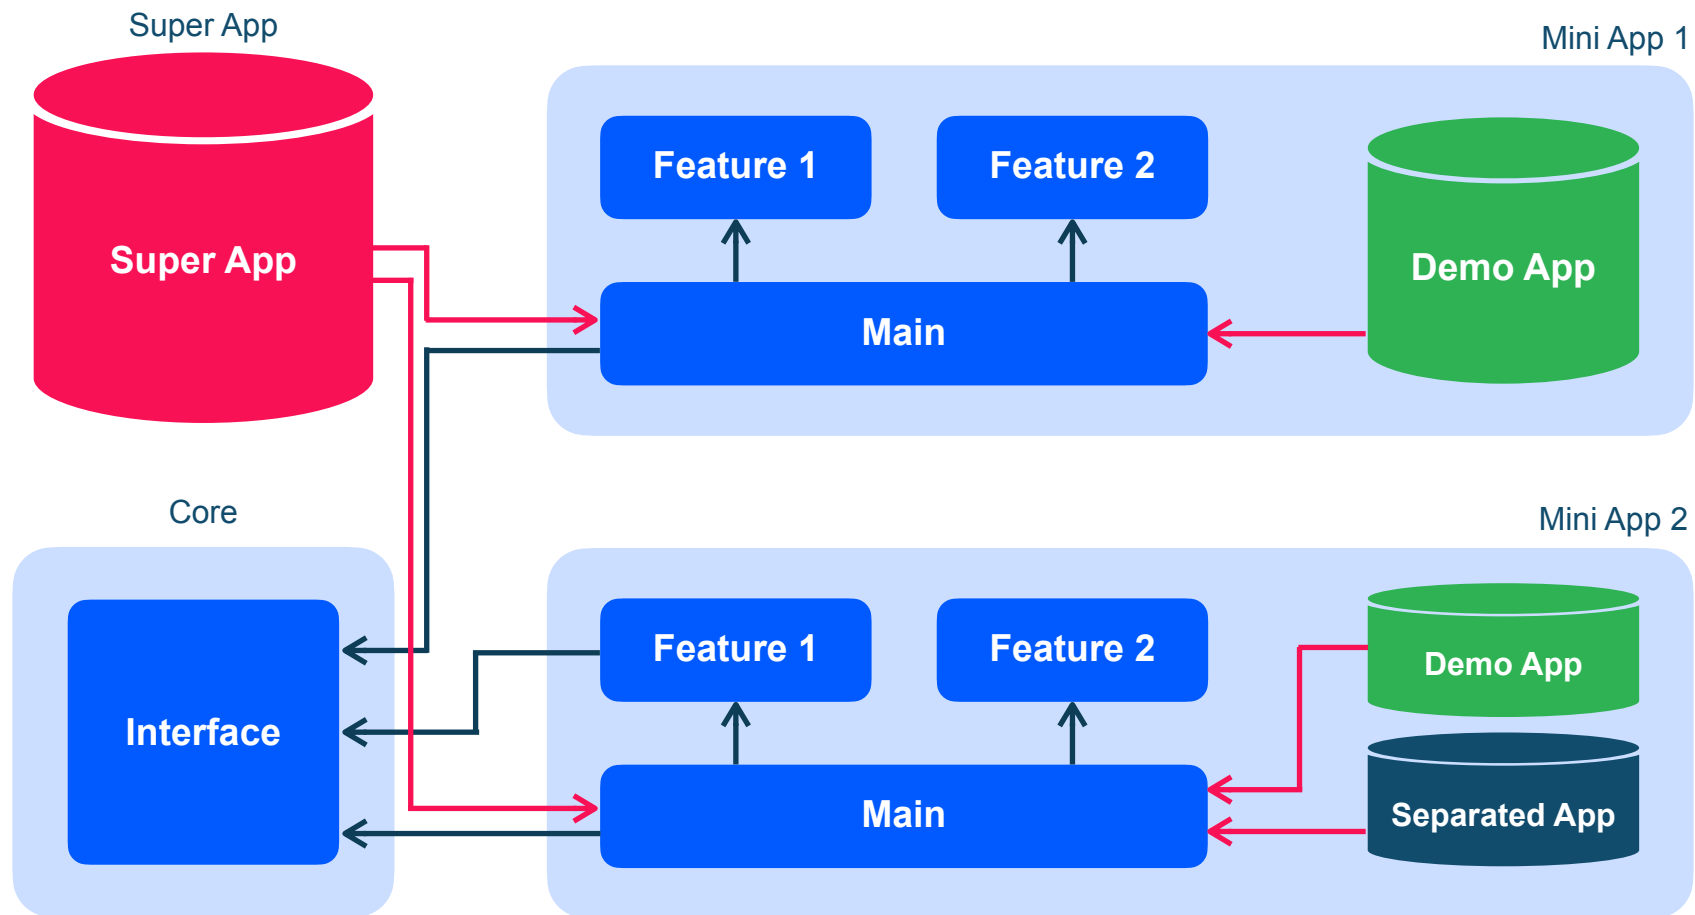 Super App
Mini App 1
Feature 1
Feature 2
Super App
Demo App
Main
Core
Mini App 2
Feature 1
Feature 2
Demo App
Interface
Main
Separated App